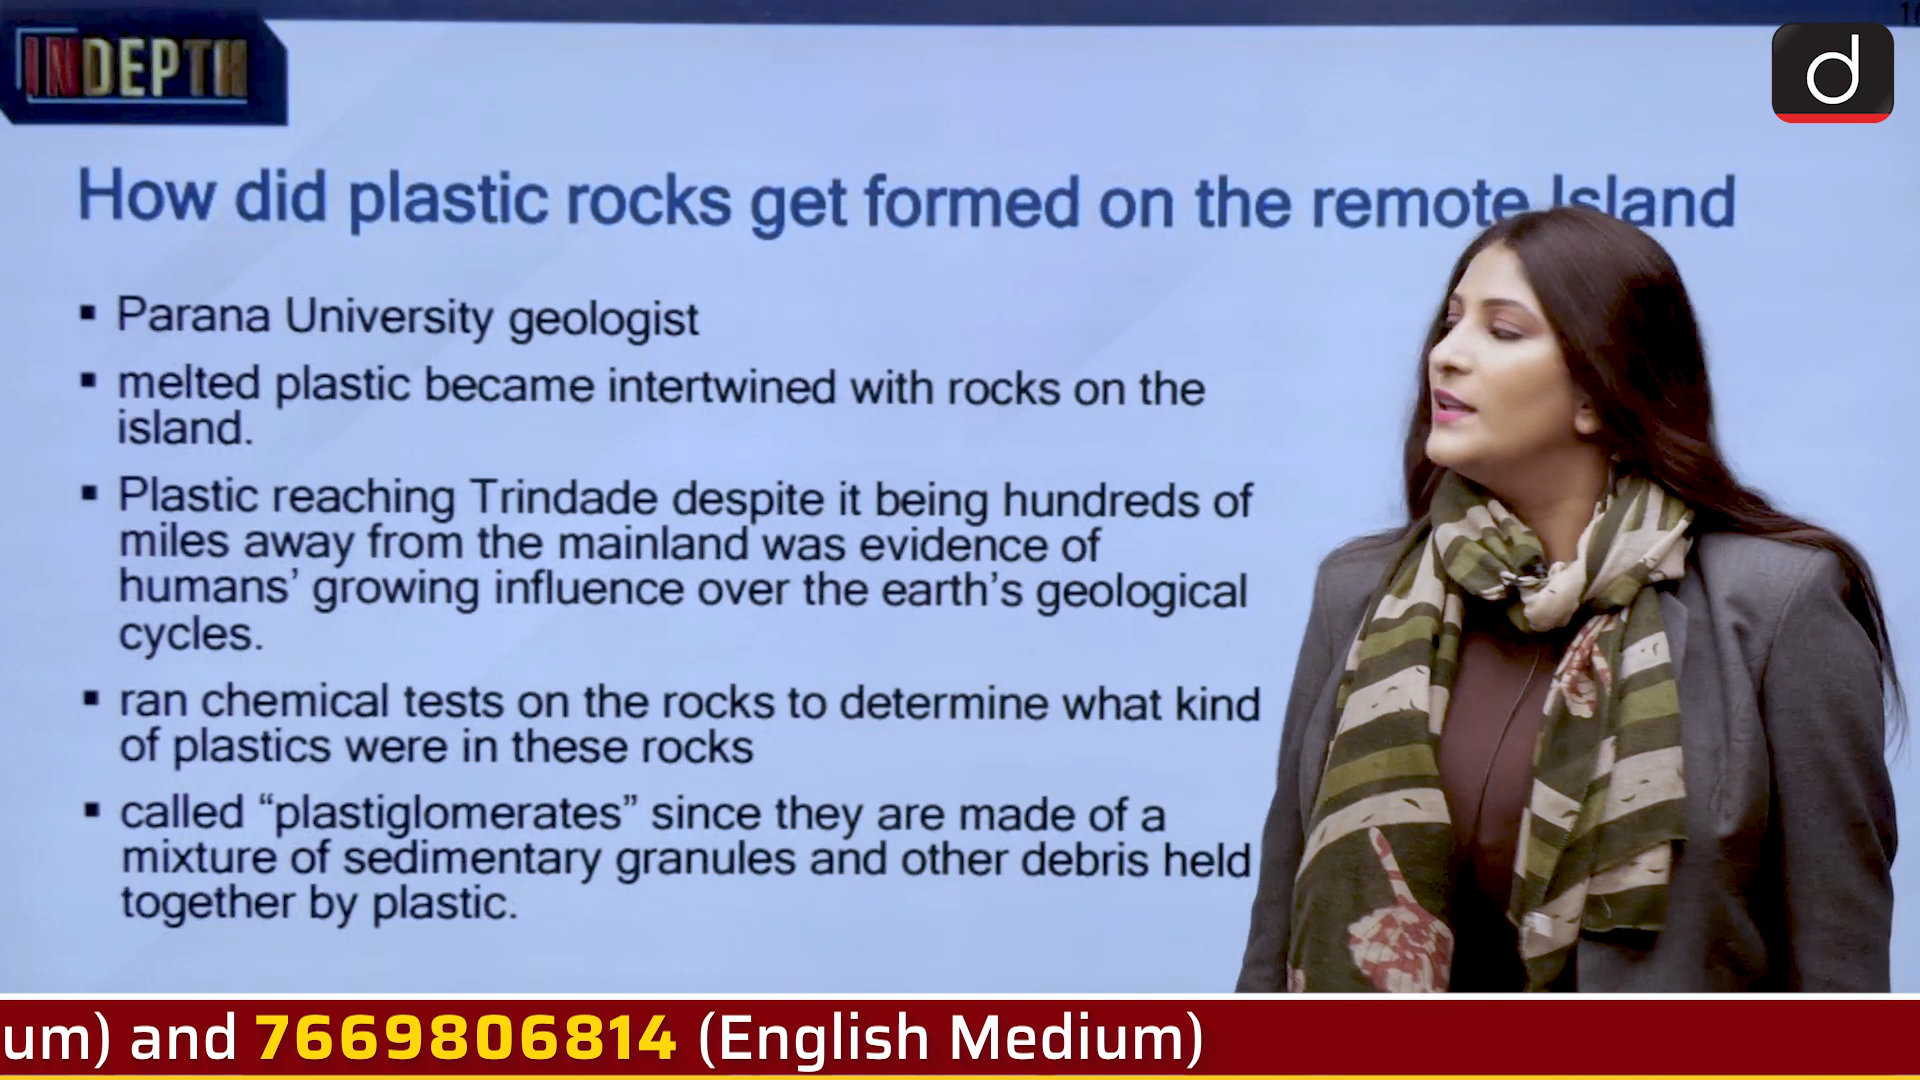 INDEPTH
d
How did plastic rocks get formed on the remote Island
▪ Parana University geologist
▪ melted plastic became intertwined with rocks on the
island.
▪ Plastic reaching Trindade despite it being hundreds of
miles away from the mainland was evidence of
humans’ growing influence over the earth’s geological
cycles.
▪ ran chemical tests on the rocks to determine what kind
of plastics were in these rocks
▪ called “plastiglomerates” since they are made of a
mixture of sedimentary granules and other debris held
together by plastic.
um) and 7669806814 (English Medium)